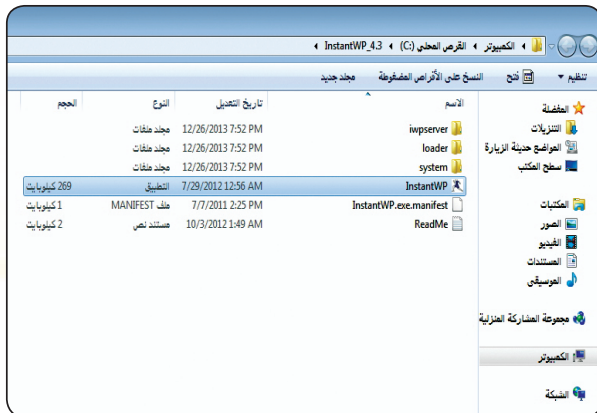 الكمبيوتر ◂ القرص المحلي (C:) ◂ InstantWP_4.3 ◂
تنظيم ▾ فتح النسخ على الأقراص المضغوطة مجلد جديد
الاسم تاريخ التعديل النوع الحجم
iwpserver 12/26/2013 7:52 PM مجلد ملفات
loader 12/26/2013 7:52 PM مجلد ملفات
system 12/26/2013 7:52 PM مجلد ملفات
InstantWP 7/29/2012 12:56 AM التطبيق 269 كيلوبايت
InstantWP.exe.manifest 7/7/2011 2:25 PM ملف MANIFEST 1 كيلوبايت
ReadMe 10/3/2012 1:49 AM مستند نص 2 كيلوبايت
المفضلة
التنزيلات
المواضع حديثة الزيارة
سطح المكتب
المكتبات
الصور
الفيديو
المستندات
الموسيقى
مجموعة المشاركة المنزلية
الكمبيوتر
الشبكة